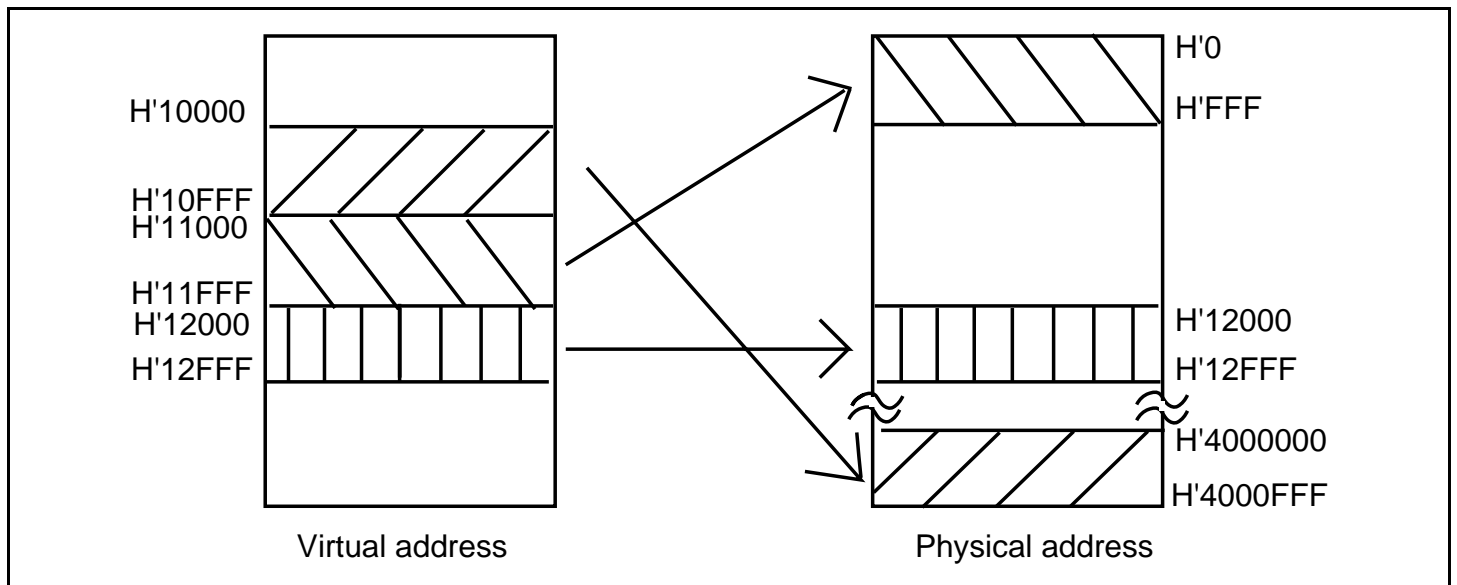 H'10000
H'10FFF
H'11000
H'11FFF
H'12000
H'12FFF
Virtual address
H'0
H'FFF
H'12000
H'12FFF
H'4000000
H'4000FFF
Physical address